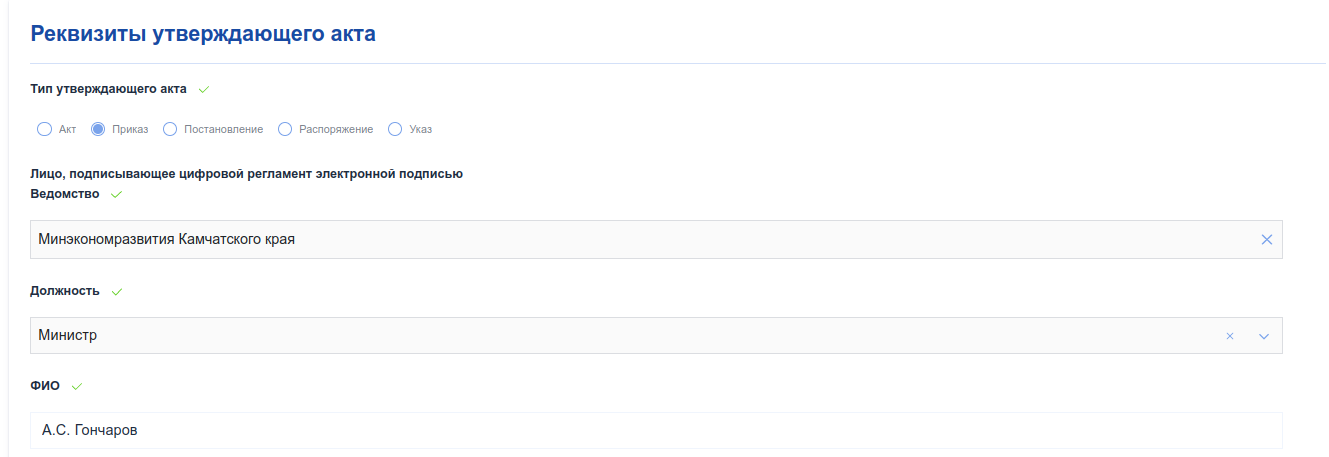 Реквизиты утверждающего акта
Тип утверждающего акта
Акт Приказ Постановление Распоряжение Указ
Лицо, подписывающее цифровой регламент электронной подписью
Ведомство
Минэкономразвития Камчатского края
Должность
Министр
ФИО
А.С. Гончаров